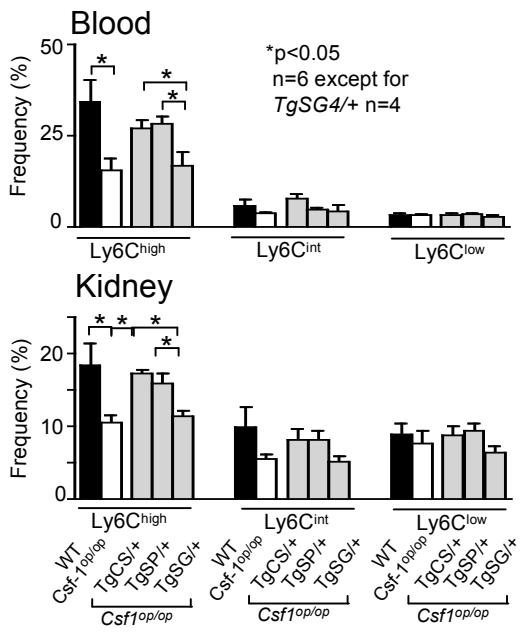 Blood
50
25
0
Frequency (%)
*p<0.05
n=6 except for
TgSG4/+ n=4
* * *
Ly6Chigh Ly6Cint Ly6Clow
Kidney
20
10
5
0
Frequency (%)
* * * *
Ly6Chigh Ly6Cint Ly6Clow
WT Csf-1op/op TgCS/+ TgSP/+ TgSG/+ WT Csf-1op/op TgCS/+ TgSP/+ TgSG/+ WT Csf-1op/op TgCS/+ TgSP/+ TgSG/+
Csf1op/op Csf1op/op Csf1op/op